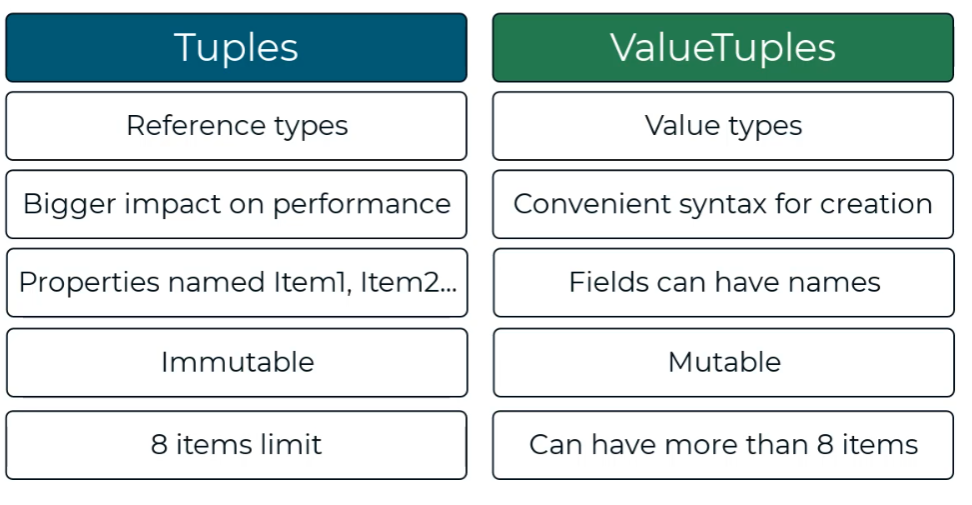 Tuples
ValueTuples
Reference types
Value types
Bigger impact on performance
Convenient syntax for creation
Properties named Item1, Item2...
Fields can have names
Immutable
Mutable
8 items limit
Can have more than 8 items